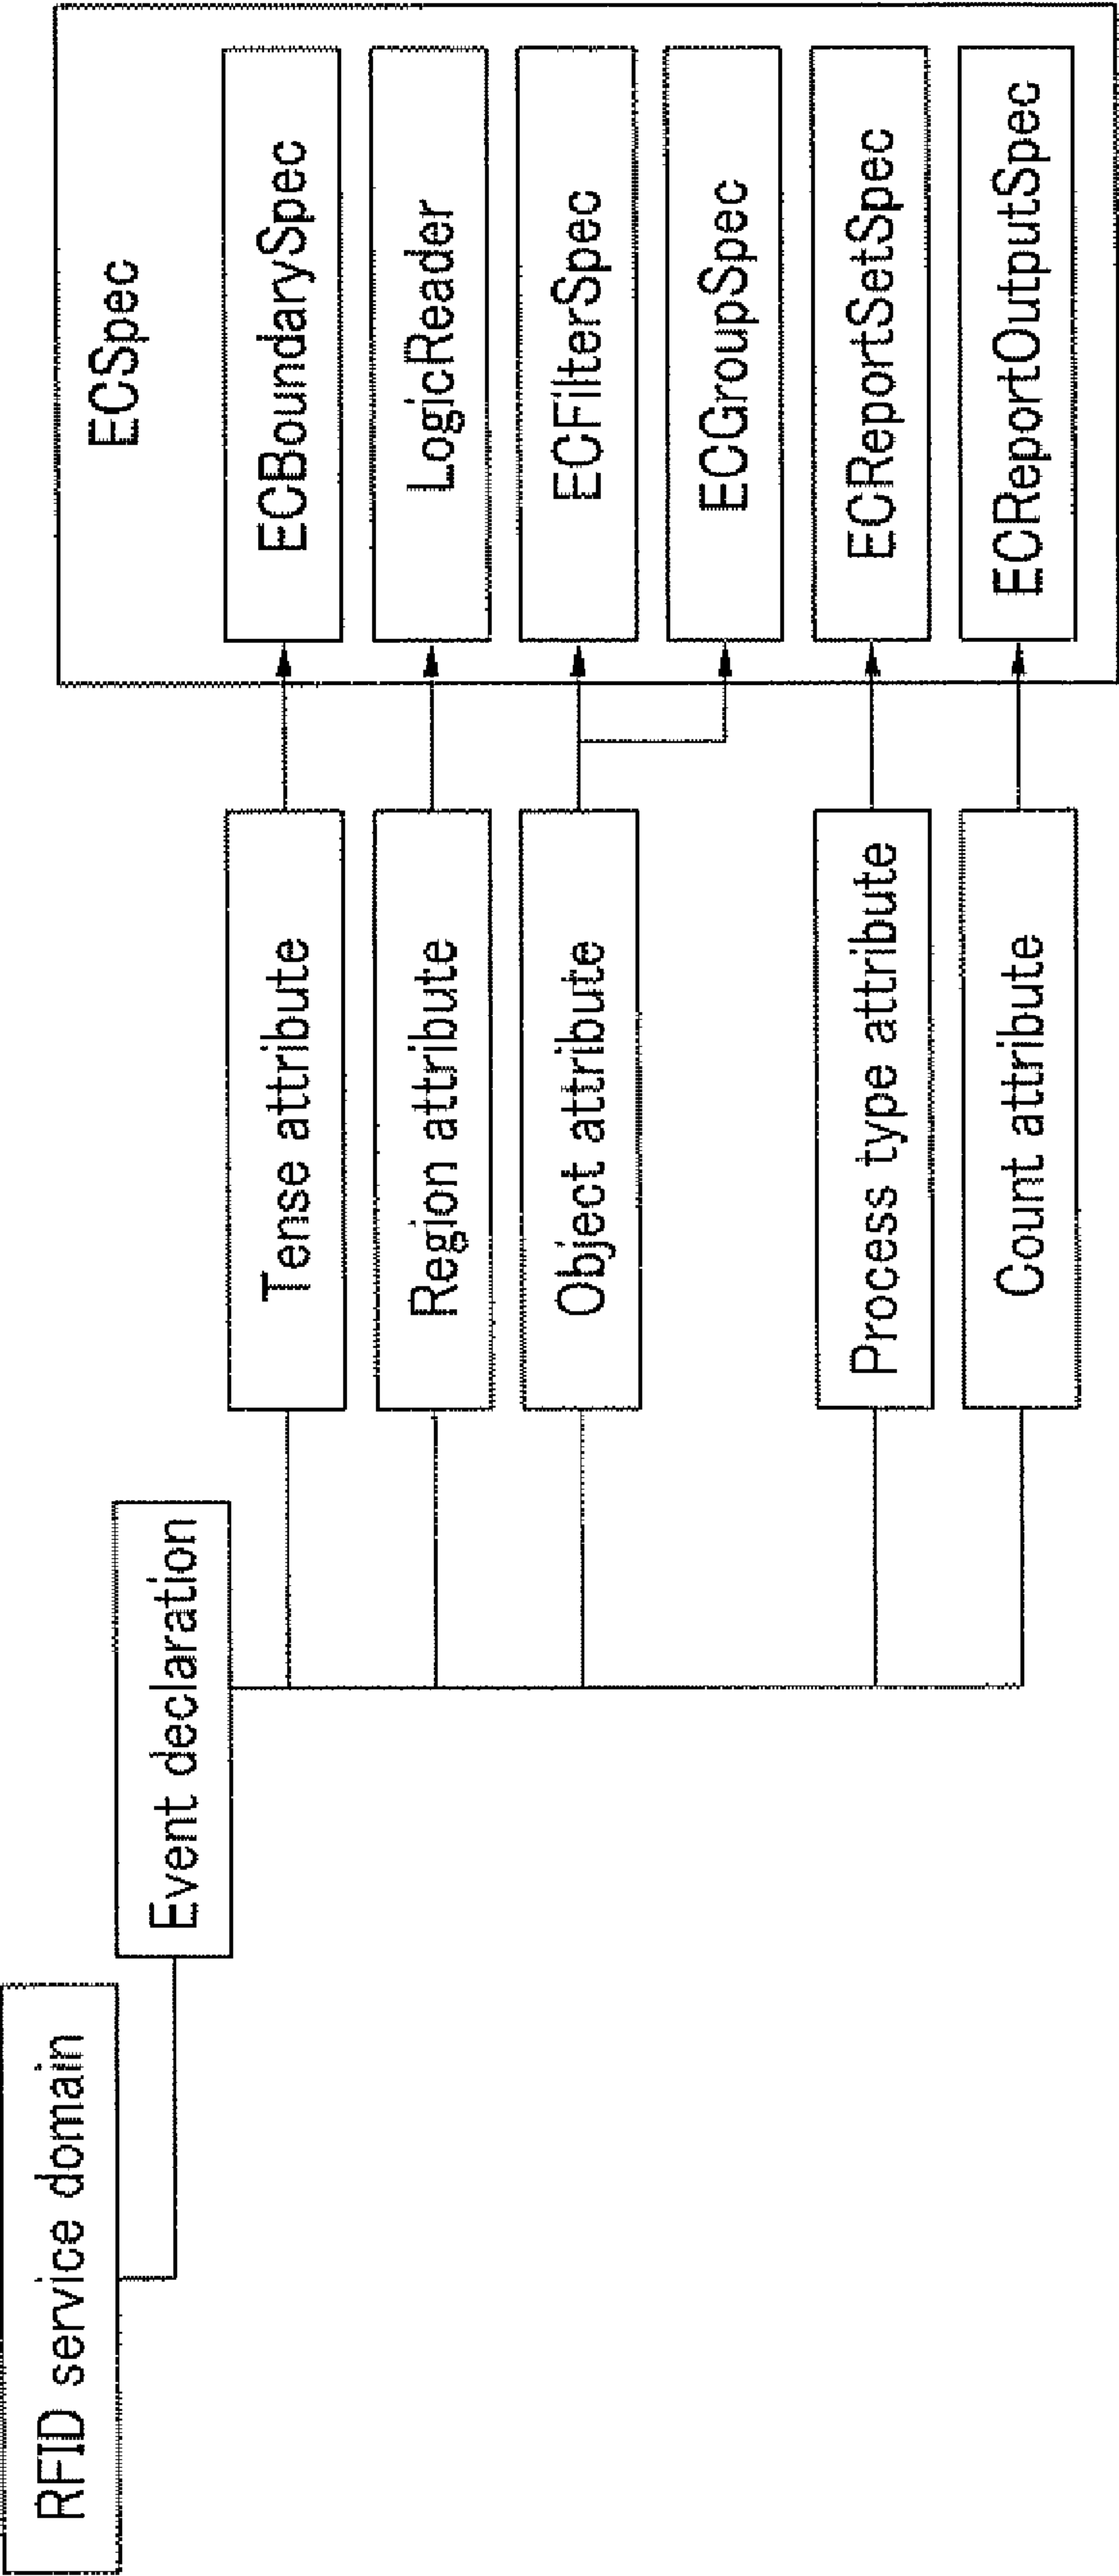 RFID service domain
Event declaration
Tense attribute
Region attribute
Object attribute
Process type attribute
Count attribute
ECSpec
ECBoundarySpec
LogicReader
ECFilterSpec
ECGroupSpec
ECReportSetSpec
ECReportOutputSpec